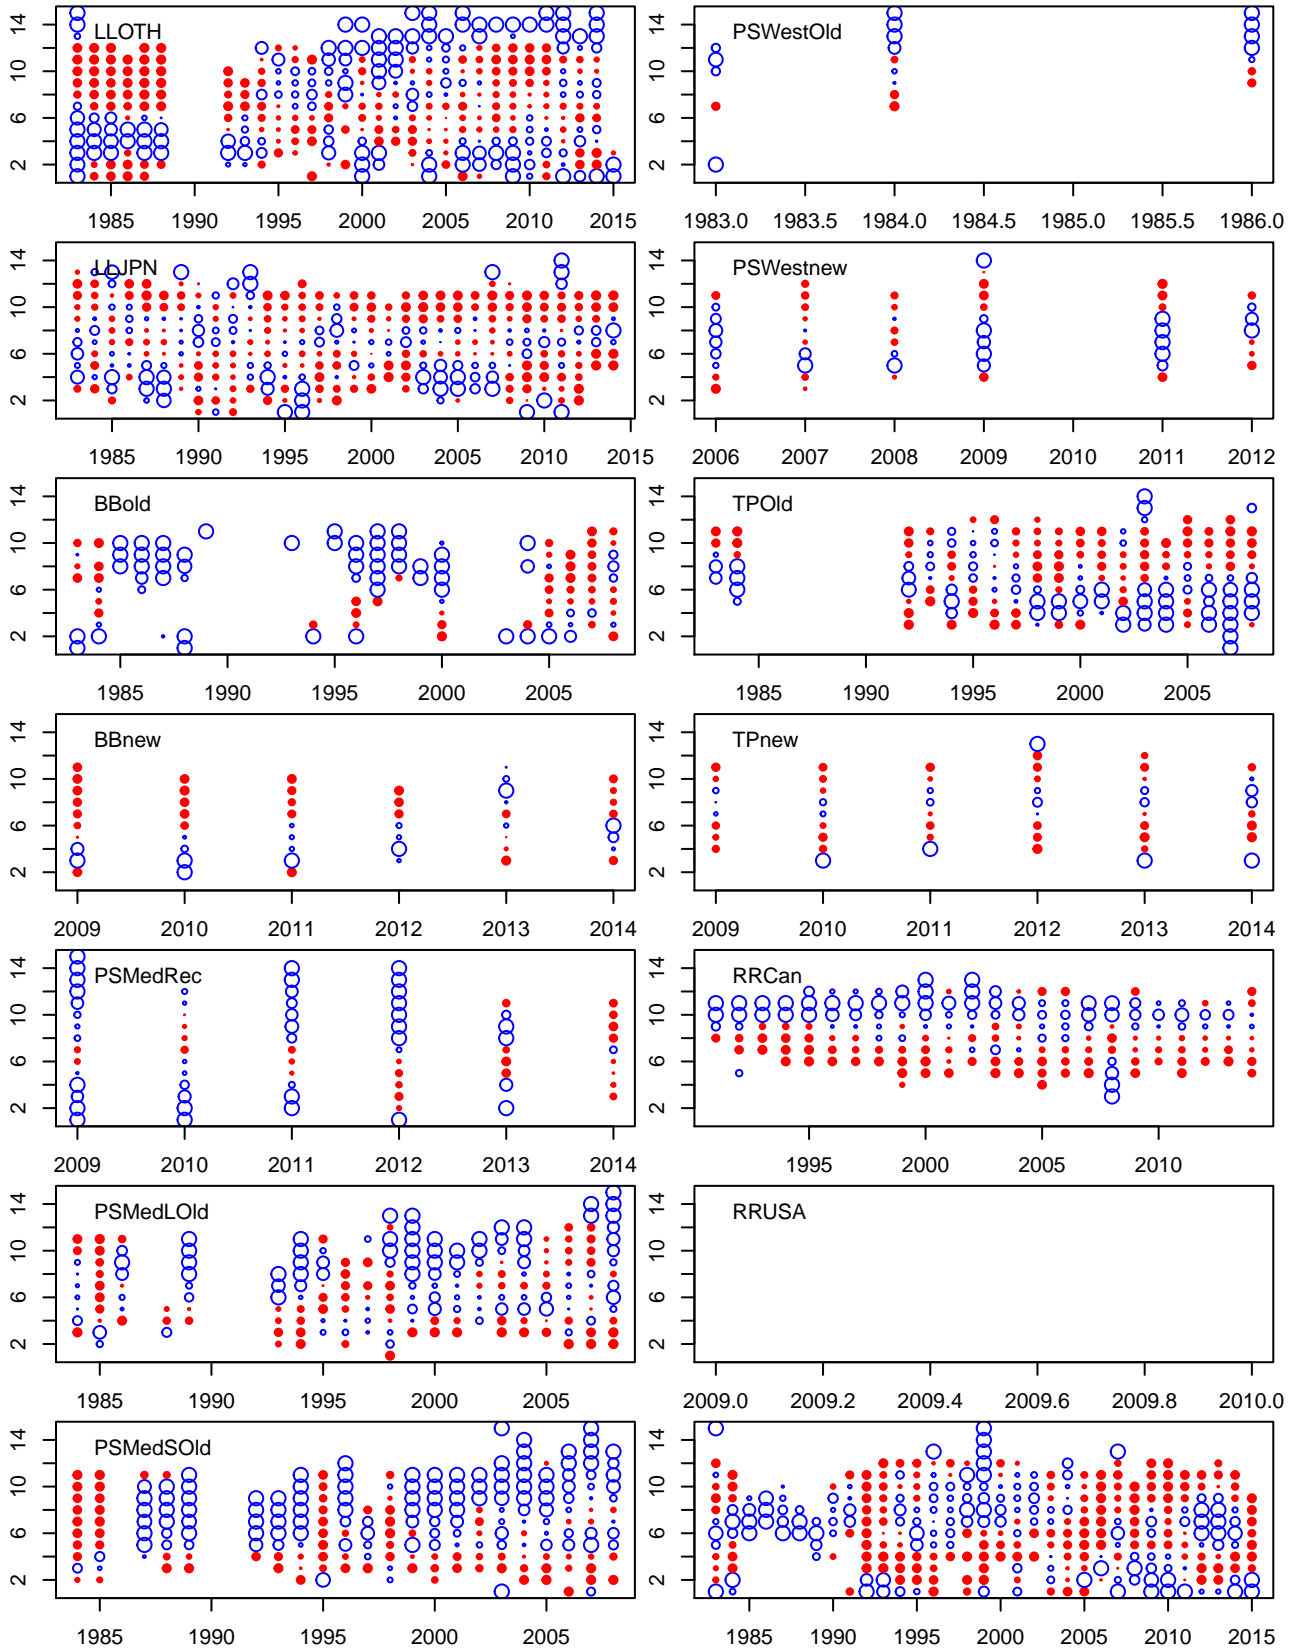 LLOTH
2 6 10 14
1985 1990 1995 2000 2005 2010 2015
PSWestOld
2 6 10 14
1983.0 1983.5 1984.0 1984.5 1985.0 1985.5 1986.0
LLJPN
2 6 10 14
1985 1990 1995 2000 2005 2010 2015
PSWestnew
2 6 10 14
2006 2007 2008 2009 2010 2011 2012
BBold
2 6 10 14
1985 1990 1995 2000 2005
TPOld
2 6 10 14
1985 1990 1995 2000 2005
BBnew
2 6 10 14
2009 2010 2011 2012 2013 2014
TPnew
2 6 10 14
2009 2010 2011 2012 2013 2014
PSMedRec
2 6 10 14
2009 2010 2011 2012 2013 2014
RRCan
2 6 10 14
1995 2000 2005 2010
PSMedLOld
2 6 10 14
1985 1990 1995 2000 2005
RRUSA
2 6 10 14
2009.0 2009.2 2009.4 2009.6 2009.8 2010.0
PSMedSOld
2 6 10 14
1985 1990 1995 2000 2005
2 6 10 14
1985 1990 1995 2000 2005 2010 2015